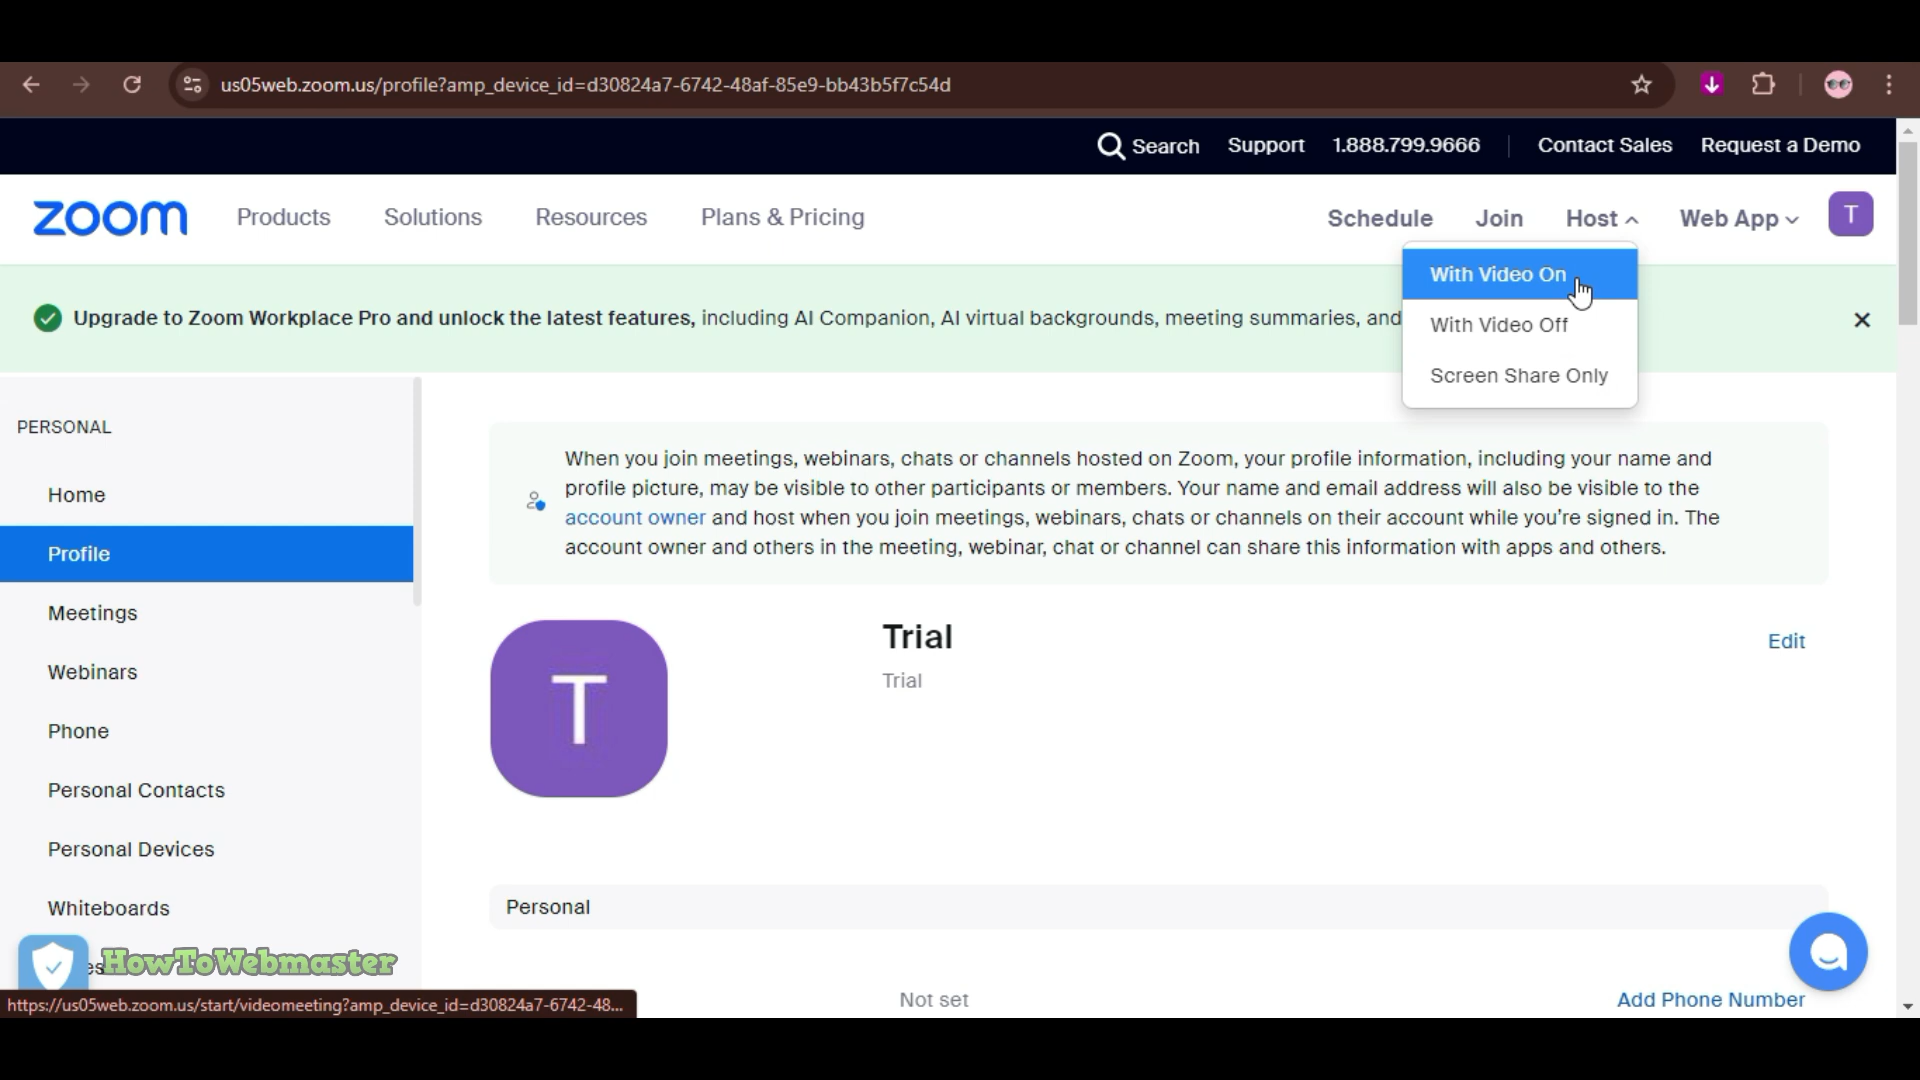 us05web.zoom.us/profile?amp_device_id=d30824a7-6742-48af-85e9-bb43b5f7c54d
Search Support 1.888.799.9666 Contact Sales Request a Demo
zoom Products Solutions Resources Plans & Pricing Schedule Join Host Web App T
With Video On
With Video Off
Screen Share Only
Upgrade to Zoom Workplace Pro and unlock the latest features, including AI Companion, AI virtual backgrounds, meeting summaries, and
PERSONAL
Home
Profile
Meetings
Webinars
Phone
Personal Contacts
Personal Devices
Whiteboards
When you join meetings, webinars, chats or channels hosted on Zoom, your profile information, including your name and
profile picture, may be visible to other participants or members. Your name and email address will also be visible to the
account owner and host when you join meetings, webinars, chats or channels on their account while you're signed in. The
account owner and others in the meeting, webinar, chat or channel can share this information with apps and others.
T
Trial
Trial
Edit
Personal
Not set
Add Phone Number
HowToWebmaster
https://us05web.zoom.us/start/videomeeting?amp_device_id=d30824a7-6742-48...